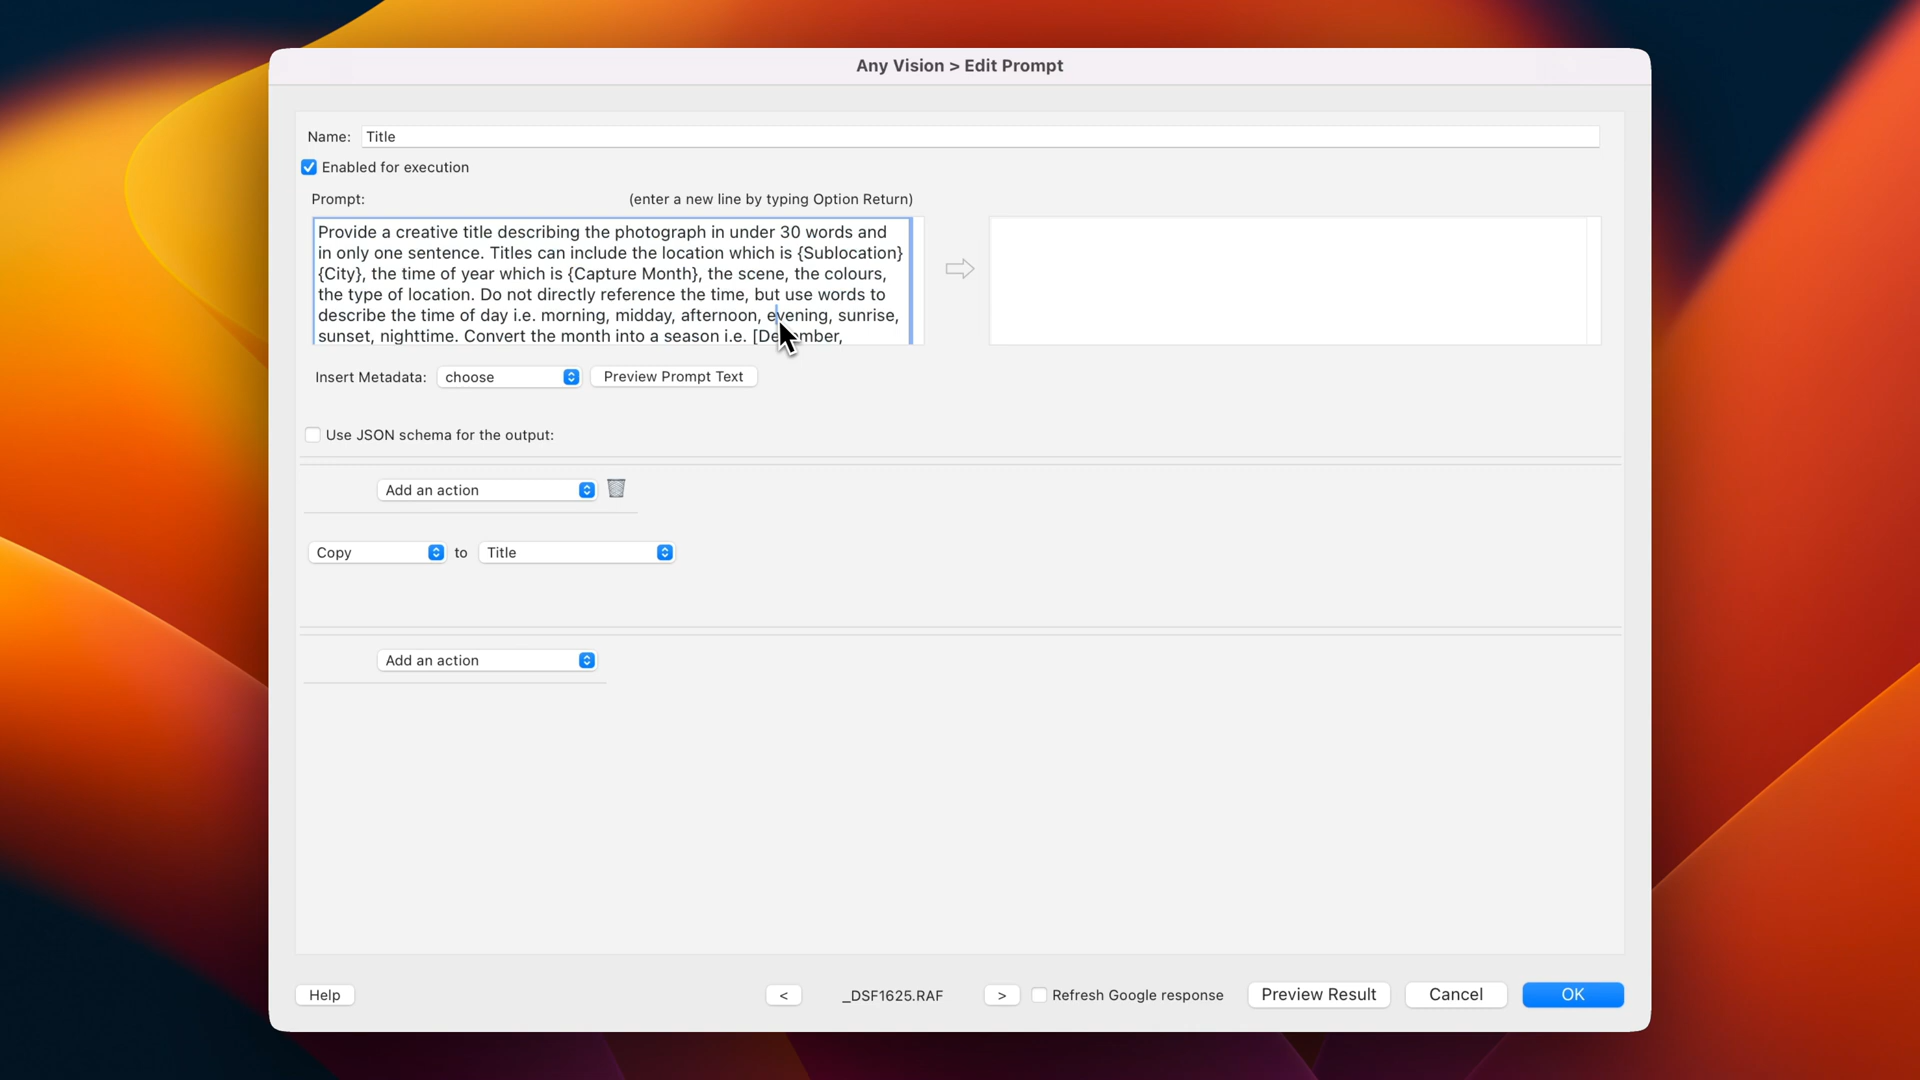 Any Vision > Edit Prompt
Name: Title
Enabled for execution
Prompt: (enter a new line by typing Option Return)
Provide a creative title describing the photograph in under 30 words and
in only one sentence. Titles can include the location which is {Sublocation}
{City}, the time of year which is {Capture Month}, the scene, the colours,
the type of location. Do not directly reference the time, but use words to
describe the time of day i.e. morning, midday, afternoon, evening, sunrise,
sunset, nighttime. Convert the month into a season i.e. [December,
Insert Metadata: choose Preview Prompt Text
Use JSON schema for the output:
Add an action
Copy to Title
Add an action
Help < _DSF1625.RAF > Refresh Google response Preview Result Cancel OK